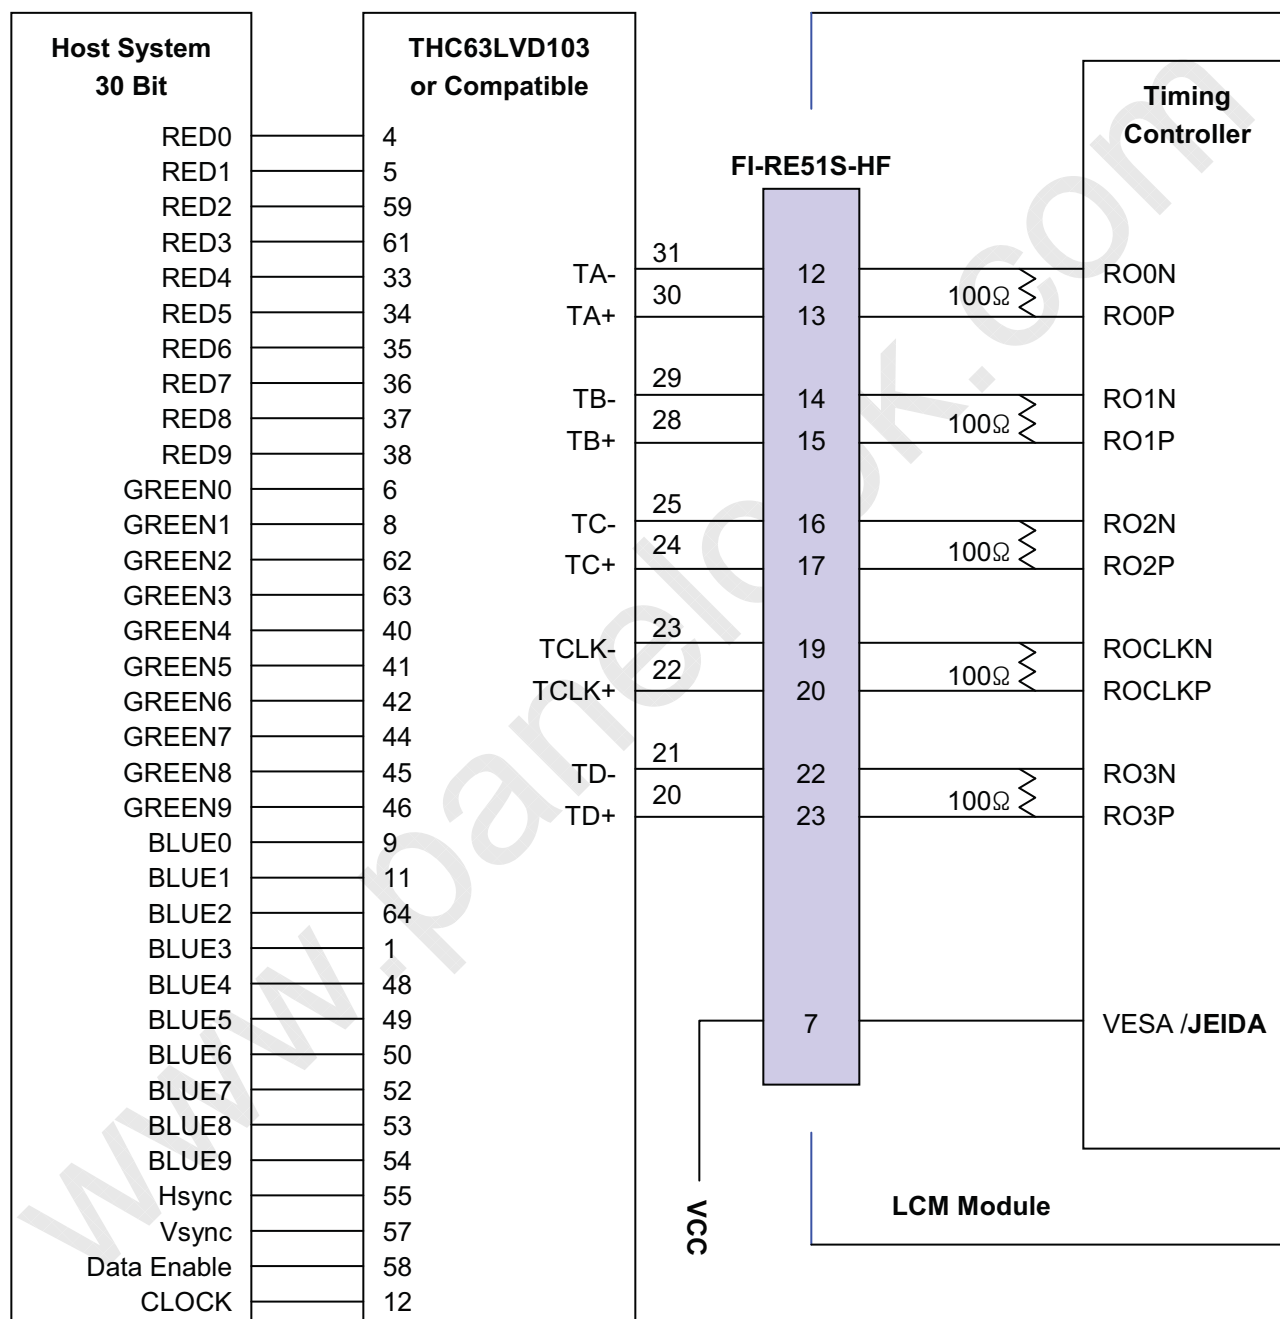 Host System
30 Bit
THC63LVD103
or Compatible
Timing
Controller
FI-RE51S-HF
RED0 4
RED1 5
RED2 59
RED3 61
RED4 33
RED5 34
RED6 35
RED7 36
RED8 37
RED9 38
GREEN0 6
GREEN1 8
GREEN2 62
GREEN3 63
GREEN4 40
GREEN5 41
GREEN6 42
GREEN7 44
GREEN8 45
GREEN9 46
BLUE0 9
BLUE1 11
BLUE2 64
BLUE3 1
BLUE4 48
BLUE5 49
BLUE6 50
BLUE7 52
BLUE8 53
BLUE9 54
Hsync 55
Vsync 57
Data Enable 58
CLOCK 12
TA- 31 12 RO0N
100Ω
TA+ 30 13 RO0P
TB- 29 14 RO1N
100Ω
TB+ 28 15 RO1P
TC- 25 16 RO2N
100Ω
TC+ 24 17 RO2P
TCLK- 23 19 ROCLKN
100Ω
TCLK+ 22 20 ROCLKP
TD- 21 22 RO3N
100Ω
TD+ 20 23 RO3P
7 VESA /JEIDA
VCC
LCM Module
www.panelook.com